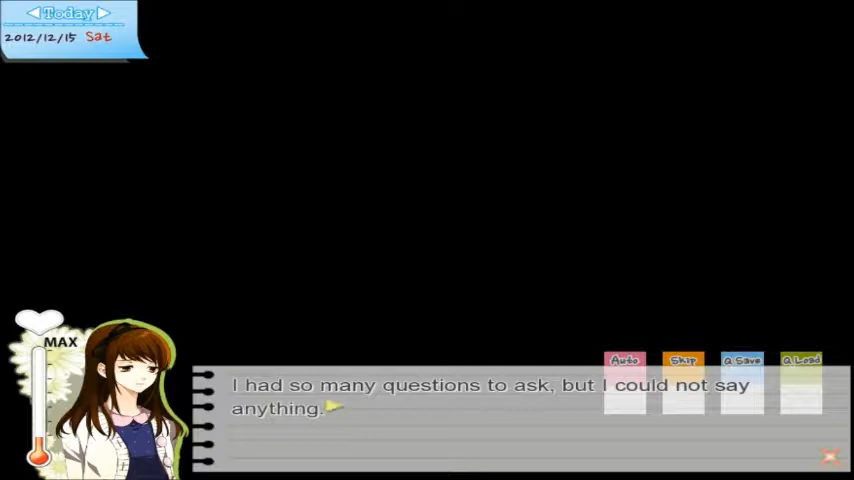 Today
2012/12/15 Sat
MAX
Auto
Skip
Q.Save
Q.Load
I had so many questions to ask, but I could not say
anything.